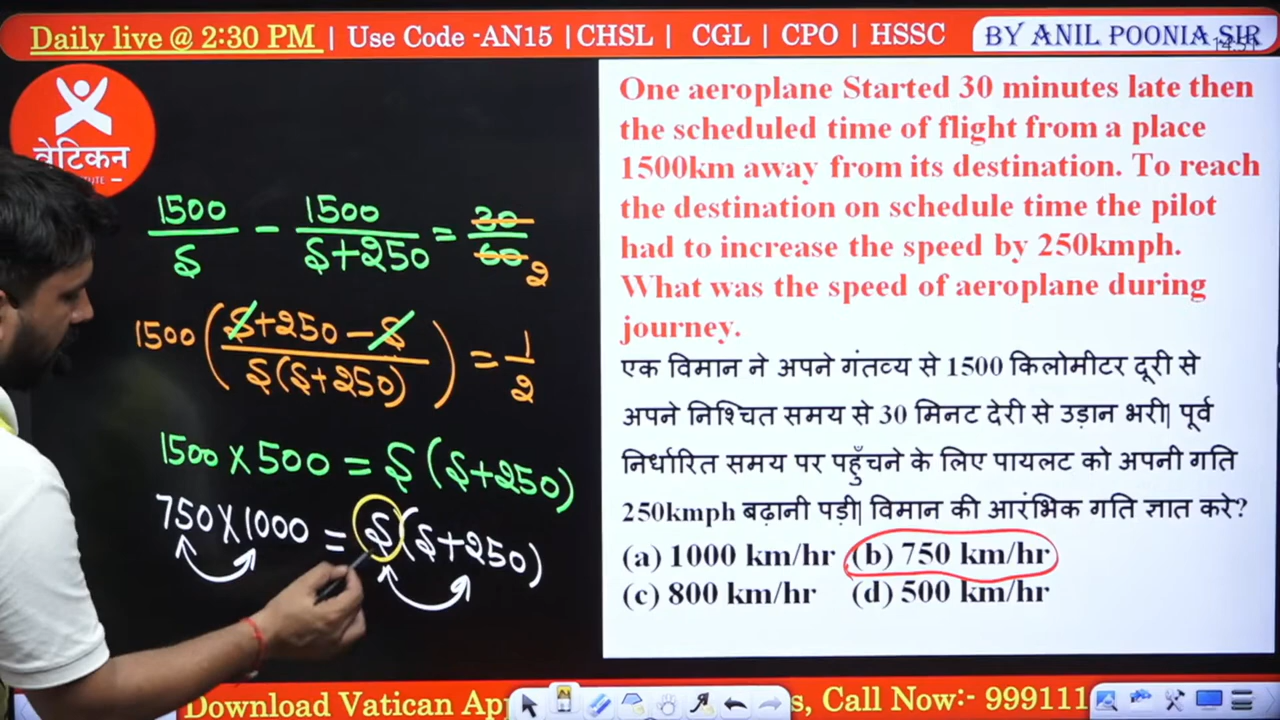 Daily live @ 2:30 PM | Use Code -AN15 |CHSL | CGL | CPO | HSSC
BY ANIL POONIA SIR
14:51
वेटिकन
1500/S - 1500/S+250 = 30/60 2
1500 (S+250-S / S(S+250)) = 1/2
1500 x 500 = S (S+250)
750 x 1000 = S (S+250)
One aeroplane Started 30 minutes late then
the scheduled time of flight from a place
1500km away from its destination. To reach
the destination on schedule time the pilot
had to increase the speed by 250kmph.
What was the speed of aeroplane during
journey.
एक विमान ने अपने गंतव्य से 1500 किलोमीटर दूरी से
अपने निश्चित समय से 30 मिनट देरी से उड़ान भरी| पूर्व
निर्धारित समय पर पहुँचने के लिए पायलट को अपनी गति
250kmph बढ़ानी पड़ी| विमान की आरंभिक गति ज्ञात करे?
(a) 1000 km/hr (b) 750 km/hr
(c) 800 km/hr (d) 500 km/hr
Download Vatican App
s, Call Now:- 999111